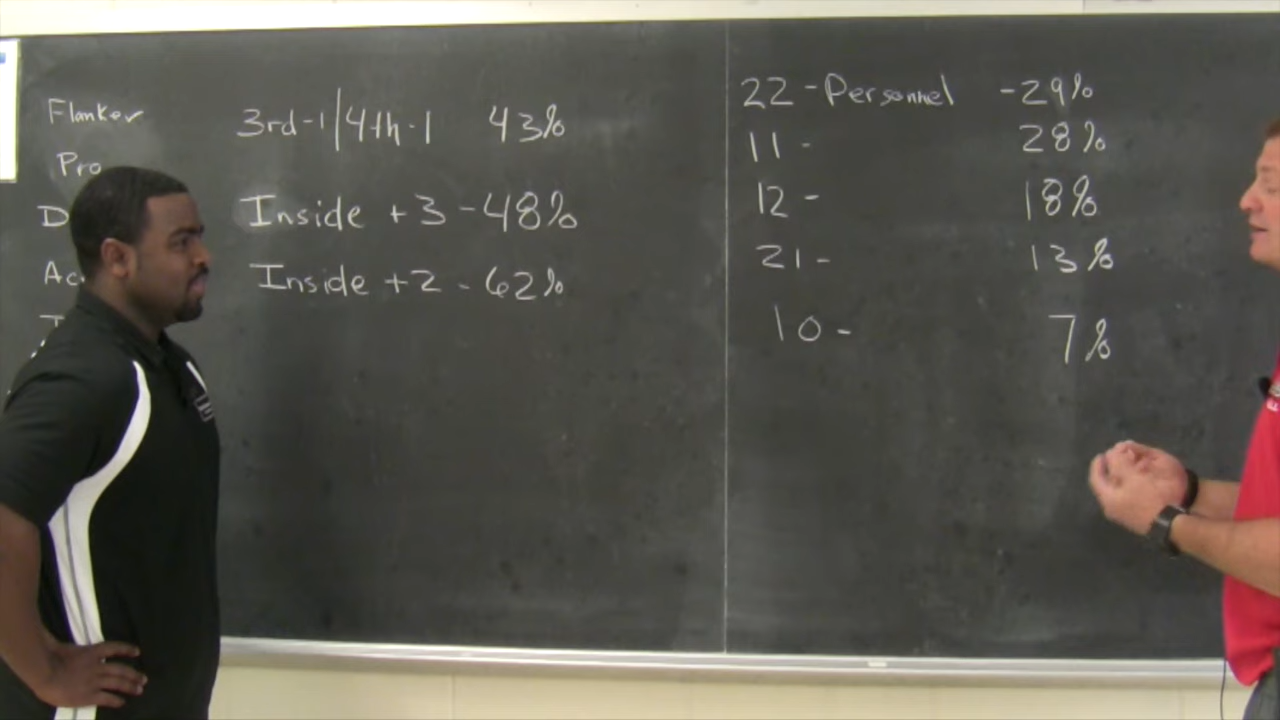 Flanker
Pro
3rd-1/4th-1 43%
Inside +3 - 48%
Inside +2 - 62%
22 - Personnel - 29%
11 - 28%
12 - 18%
21 - 13%
10 - 7%